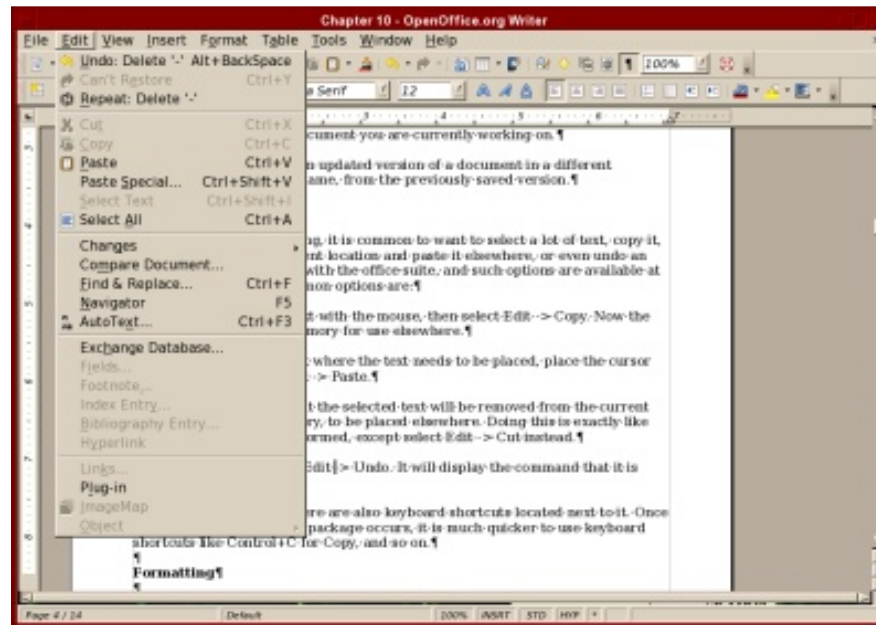 Chapter 10 - OpenOffice.org Writer
File Edit View Insert Format Table Tools Window Help
Undo: Delete '-' Alt+BackSpace
Can't Restore Ctrl+Y
Repeat: Delete '-'
100%
Serif 12
Cut Ctrl+X
Copy Ctrl+C
Paste Ctrl+V
Paste Special... Ctrl+Shift+V
Select Text Ctrl+Shift+I
Select All Ctrl+A
Changes
Compare Document...
Find & Replace... Ctrl+F
Navigator F5
AutoText... Ctrl+F3
Exchange Database...
Fields...
Footnote...
Index Entry...
Bibliography Entry...
Hyperlink
Links...
Plug-in
ImageMap
Object
cument you are currently working on.¶
n updated version of a document in a different
ame, from the previously saved version.¶
ng, it is common to want to select a lot of text, copy it,
nt location and paste it elsewhere, or even undo an
with the office suite, and such options are available at
mon options are:¶
t with the mouse, then select Edit --> Copy. Now the
mory for use elsewhere.¶
where the text needs to be placed, place the cursor
-> Paste.¶
t the selected text will be removed from the current
ry, to be placed elsewhere. Doing this is exactly like
ormed, except select Edit --> Cut instead.¶
Edit > Undo. It will display the command that it is
re are also keyboard shortcuts located next to it. Once
package occurs, it is much quicker to use keyboard
shortcuts like Control+C for Copy, and so on.¶
¶
Formatting¶
¶
Page 4 / 14 Default 100% INSRT STD HYP *